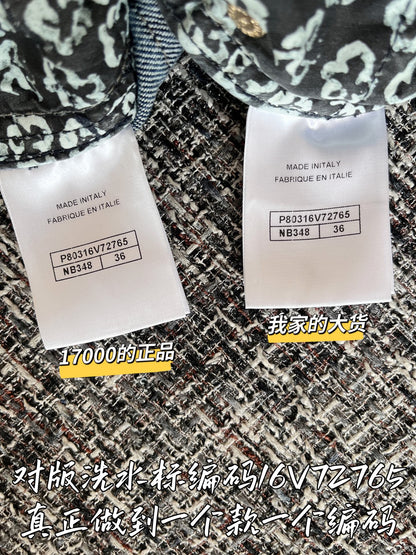 MADE INITALY
FABRIQUE EN ITALIE
P80316V72765
NB348 36
MADE INITALY
FABRIQUE EN ITALIE
P80316V72765
NB348 36
17000的正品
我家的大货
对版洗水标编码16V72765
真正做到一个款一个编码